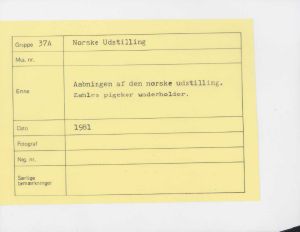 Gruppe 37A Norske Udstilling
Mus. nr.
Emne Aabningen af den norske udstilling.
pigekor underholder.
Dato 1981
Fotograf
Neg. nr.
Særlige
bemærkninger